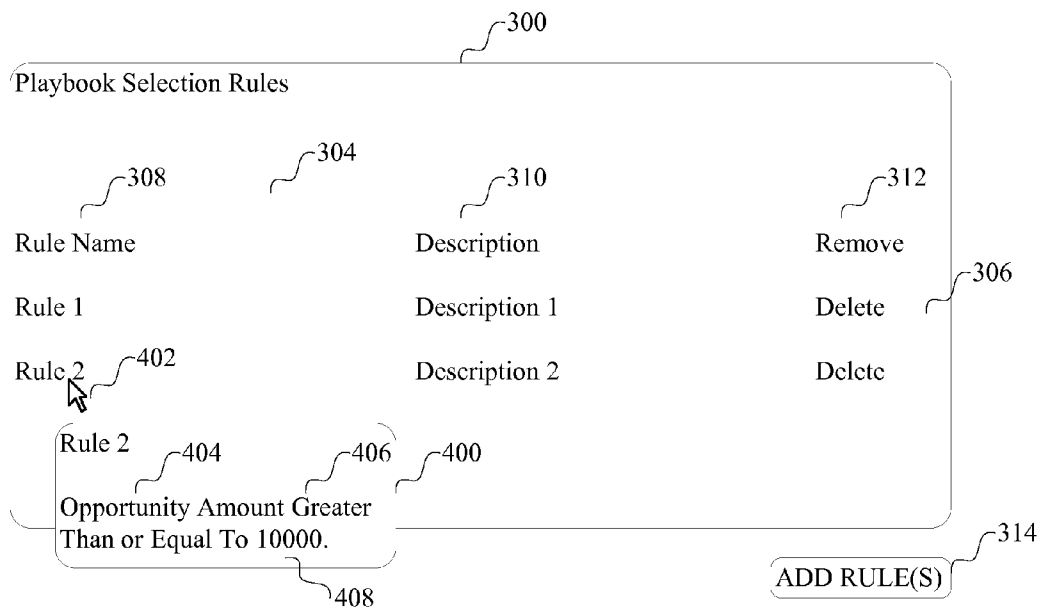 300
Playbook Selection Rules
304
308 310 312
Rule Name Description Remove
306
Rule 1 Description 1 Delete
402
Rule 2 Description 2 Delete
Rule 2
404 406 400
Opportunity Amount Greater
Than or Equal To 10000.
314
ADD RULE(S)
408